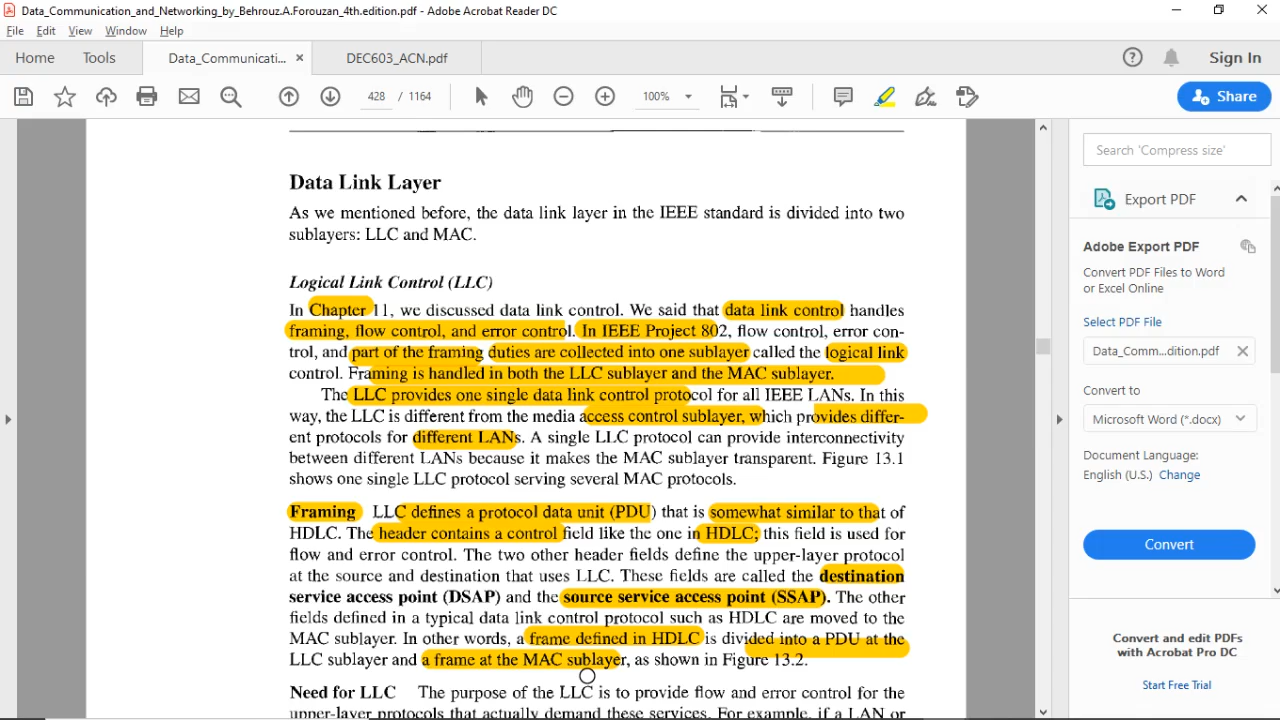 Data_Communication_and_Networking_by_Behrouz.A.Forouzan_4th.edition.pdf - Adobe Acrobat Reader DC
File Edit View Window Help
Home Tools Data_Communicati... × DEC603_ACN.pdf Sign In
428 / 1164 100% Share
Search 'Compress size'
Export PDF
Adobe Export PDF
Convert PDF Files to Word
or Excel Online
Select PDF File
Data_Comm...dition.pdf
Convert to
Microsoft Word (*.docx)
Document Language:
English (U.S.) Change
Convert
Convert and edit PDFs
with Acrobat Pro DC
Start Free Trial
Data Link Layer
As we mentioned before, the data link layer in the IEEE standard is divided into two
sublayers: LLC and MAC.
Logical Link Control (LLC)
In Chapter 11, we discussed data link control. We said that data link control handles
framing, flow control, and error control. In IEEE Project 802, flow control, error con-
trol, and part of the framing duties are collected into one sublayer called the logical link
control. Framing is handled in both the LLC sublayer and the MAC sublayer.
The LLC provides one single data link control protocol for all IEEE LANs. In this
way, the LLC is different from the media access control sublayer, which provides differ-
ent protocols for different LANs. A single LLC protocol can provide interconnectivity
between different LANs because it makes the MAC sublayer transparent. Figure 13.1
shows one single LLC protocol serving several MAC protocols.
Framing LLC defines a protocol data unit (PDU) that is somewhat similar to that of
HDLC. The header contains a control field like the one in HDLC; this field is used for
flow and error control. The two other header fields define the upper-layer protocol
at the source and destination that uses LLC. These fields are called the destination
service access point (DSAP) and the source service access point (SSAP). The other
fields defined in a typical data link control protocol such as HDLC are moved to the
MAC sublayer. In other words, a frame defined in HDLC is divided into a PDU at the
LLC sublayer and a frame at the MAC sublayer, as shown in Figure 13.2.
Need for LLC The purpose of the LLC is to provide flow and error control for the
upper-layer protocols that actually demand these services. For example, if a LAN or